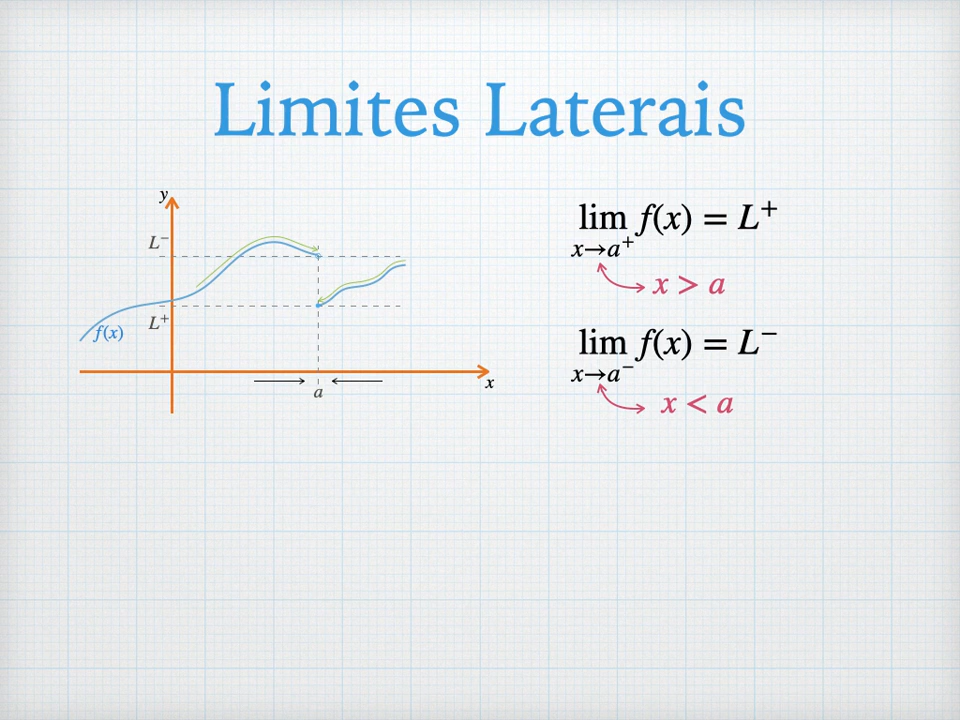 Limites Laterais
y
L⁻
L⁺
f(x)
a
x
lim f(x) = L⁺
x→a⁺
x > a
lim f(x) = L⁻
x→a⁻
x < a